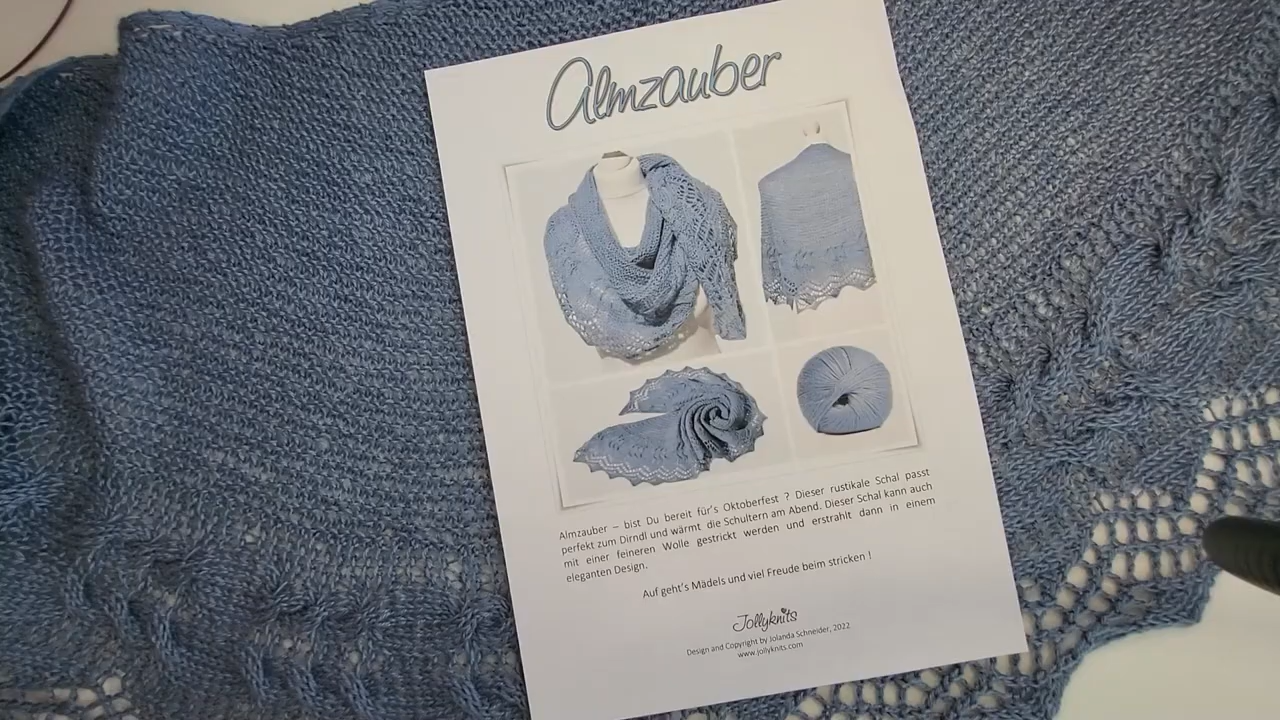 Almzauber
Almzauber – bist Du bereit für's Oktoberfest ? Dieser rustikale Schal passt
perfekt zum Dirndl und wärmt die Schultern am Abend. Dieser Schal kann auch
mit einer feineren Wolle gestrickt werden und erstrahlt dann in einem
eleganten Design.
Auf geht's Mädels und viel Freude beim stricken !
Jollyknits
Design and Copyright by Jolanda Schneider, 2022
www.jollyknits.com